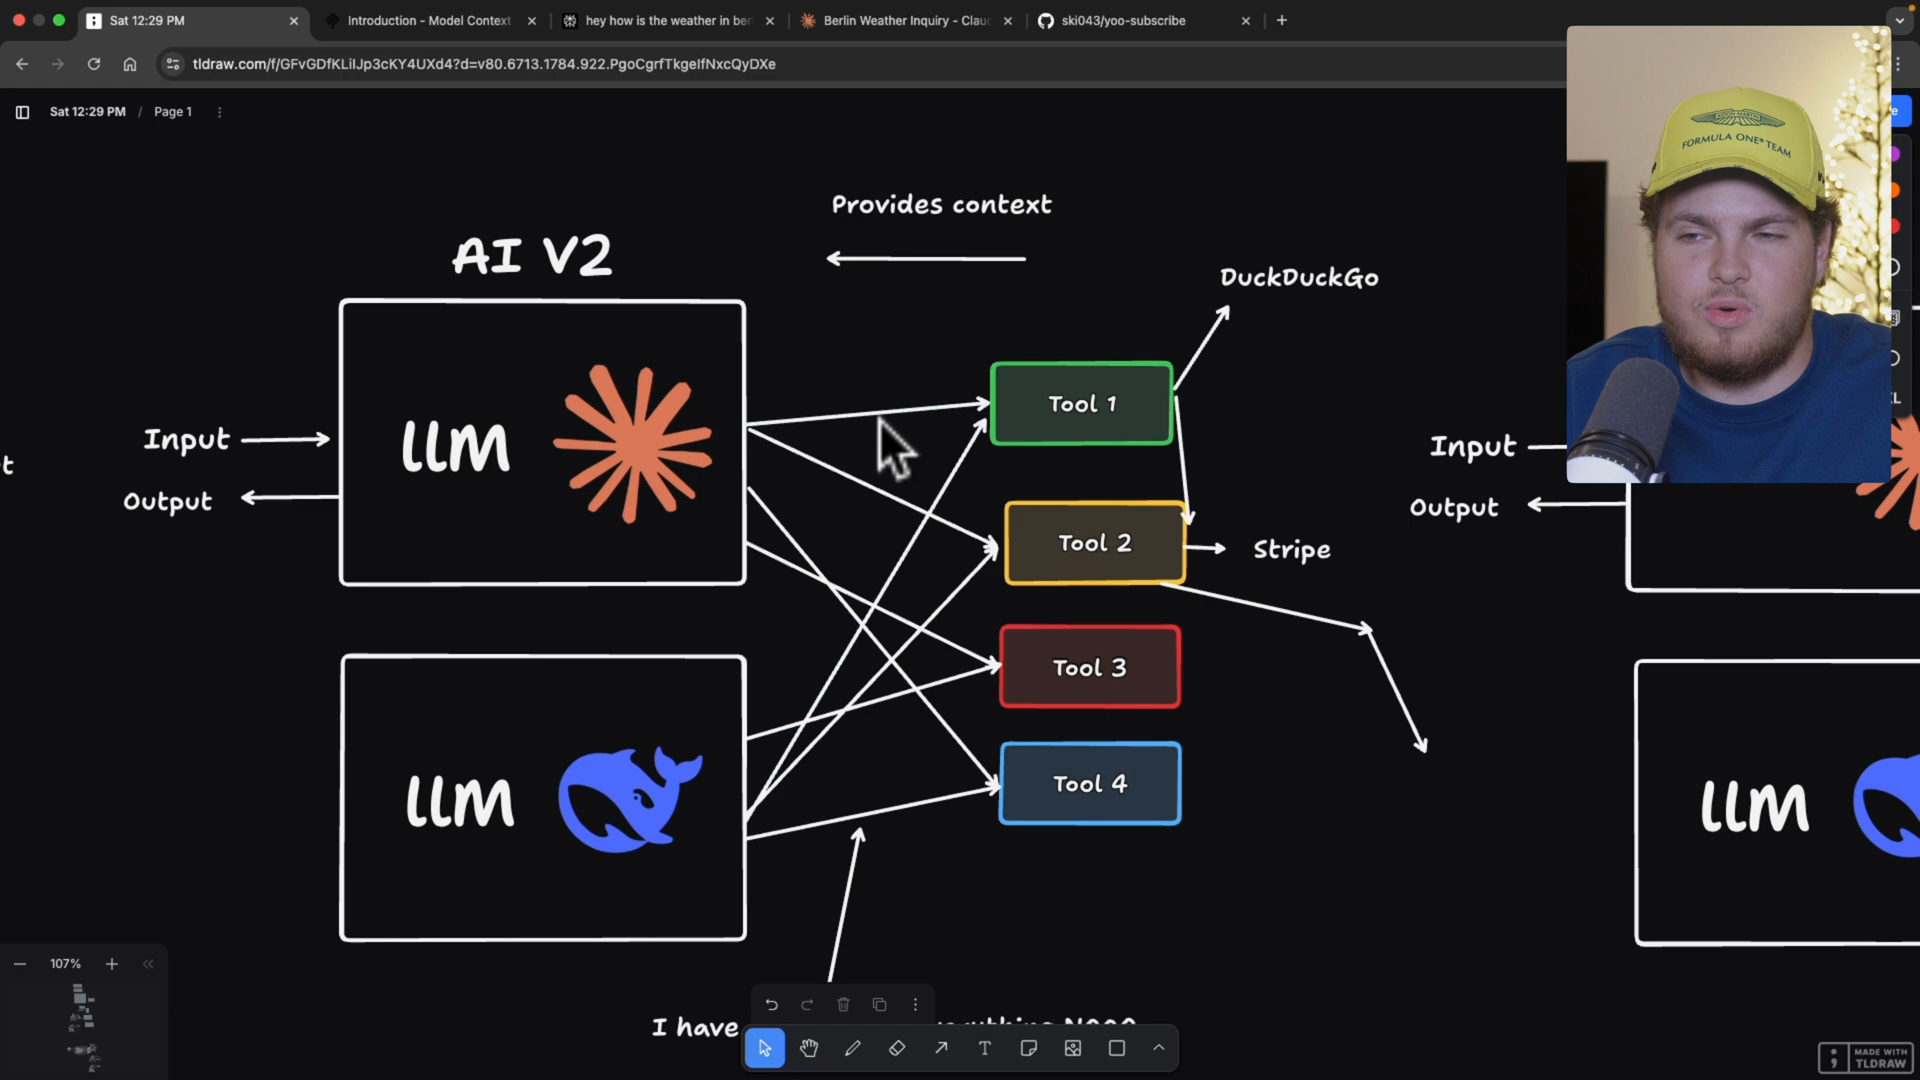 Sat 12:29 PM
Introduction - Model Context
hey how is the weather in ber
Berlin Weather Inquiry - Clau
ski043/yoo-subscribe
tldraw.com/f/GFvGDfKLilJp3cKY4UXd4?d=v80.6713.1784.922.PgoCgrfTkgelfNxcQyDXe
Sat 12:29 PM / Page 1
ASTON MARTIN
FORMULA ONE® TEAM
Provides context
AI V2
DuckDuckGo
LLM
Input
Output
Tool 1
Tool 2
Stripe
Tool 3
Tool 4
LLM
Input
Output
LLM
107%
I have
MADE WITH
TLDRAW